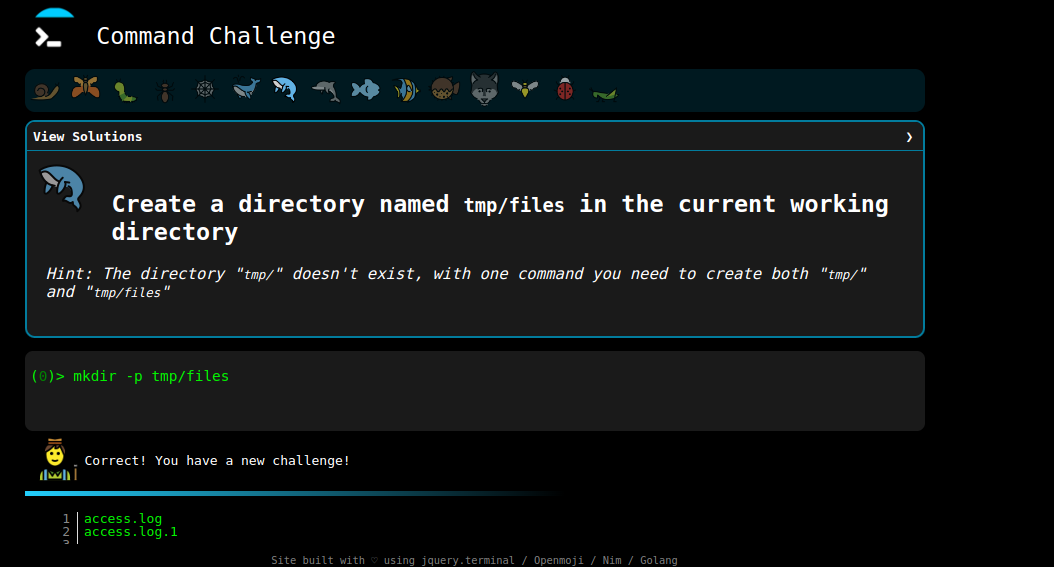 Command Challenge
View Solutions ❯
Create a directory named tmp/files in the current working
directory
Hint: The directory "tmp/" doesn't exist, with one command you need to create both "tmp/"
and "tmp/files"
(0)> mkdir -p tmp/files
Correct! You have a new challenge!
1 access.log
2 access.log.1
Site built with ♡ using jquery.terminal / Openmoji / Nim / Golang